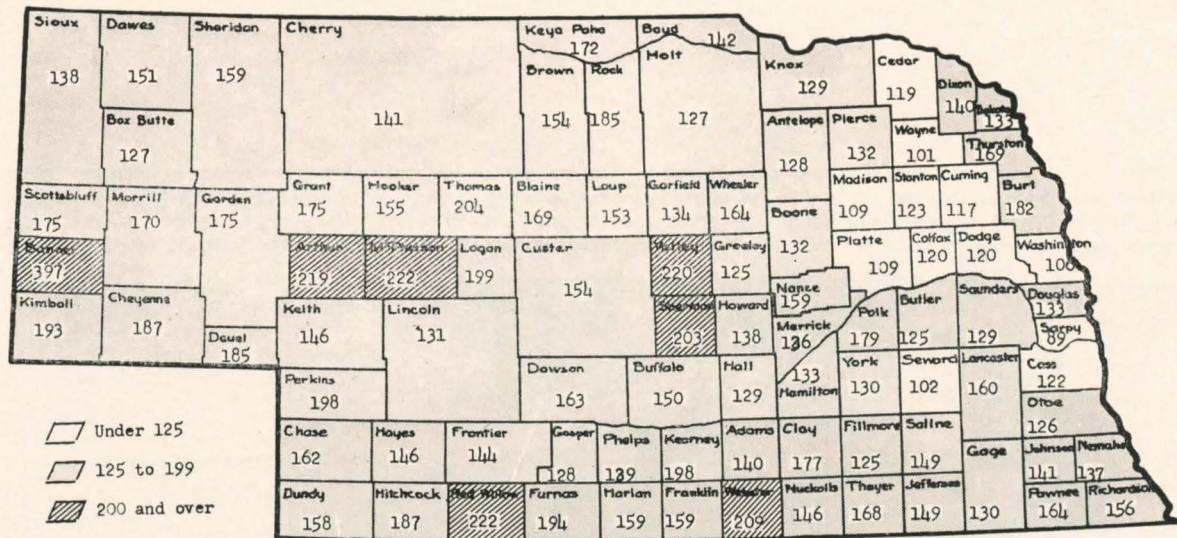 Sioux
138
Dawes
151
Sheridan
159
Cherry
141
Keya Paha
172
Boyd
142
Brown
154
Rock
185
Holt
127
Knox
129
Cedar
119
Dixon
140
Dakota
133
Box Butte
127
Antelope
128
Pierce
132
Wayne
101
Thurston
169
Scottsbluff
175
Morrill
170
Garden
175
Grant
175
Hooker
155
Thomas
204
Blaine
169
Loup
153
Garfield
134
Wheeler
164
Madison
109
Stanton
123
Cuming
117
Burt
182
Banner
397
Arthur
219
McPherson
222
Logan
199
Custer
154
Valley
220
Greeley
125
Boone
132
Platte
109
Colfax
120
Dodge
120
Washington
Kimball
193
Cheyenne
187
Deuel
185
Keith
146
Lincoln
131
Sherman
203
Howard
138
Nance
159
Merrick
Polk
179
Butler
125
Saunders
129
Douglas
133
Sarpy
89
Perkins
198
Dawson
163
Buffalo
150
Hall
129
133
Hamilton
York
130
Seward
102
Lancaster
160
Cass
122
Otoe
126
Under 125
125 to 199
200 and over
Chase
162
Hayes
146
Frontier
144
Gosper
128
Phelps
Kearney
198
Adams
140
Clay
177
Fillmore
125
Saline
149
Gage
130
Johnson
141
Nemaha
137
Dundy
158
Hitchcock
187
Red Willow
222
Furnas
194
Harlan
159
Franklin
159
Webster
209
Nuckolls
146
Thayer
168
Jefferson
149
Pawnee
164
Richardson
156